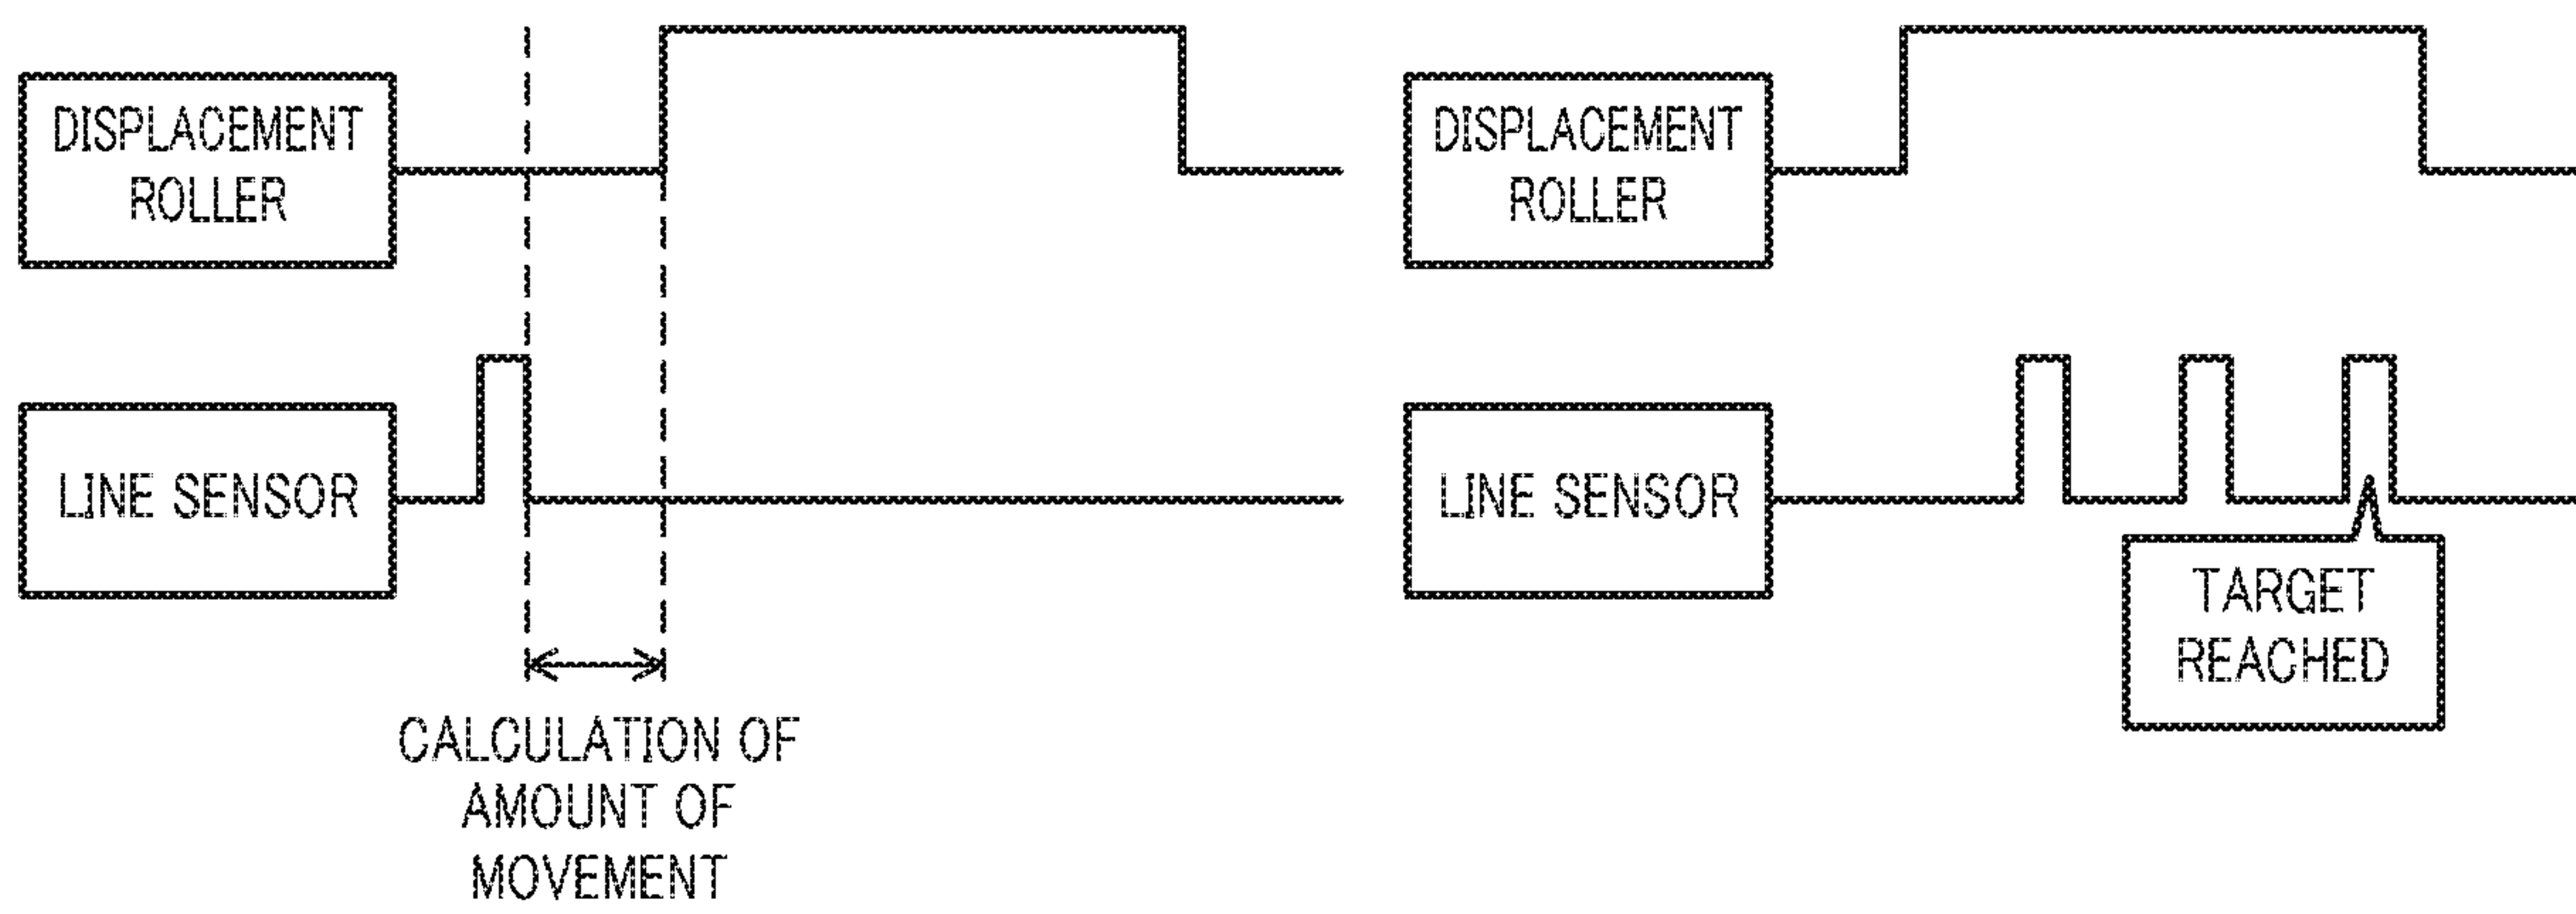 DISPLACEMENT
ROLLER
LINE SENSOR
CALCULATION OF
AMOUNT OF
MOVEMENT
DISPLACEMENT
ROLLER
LINE SENSOR
TARGET
REACHED